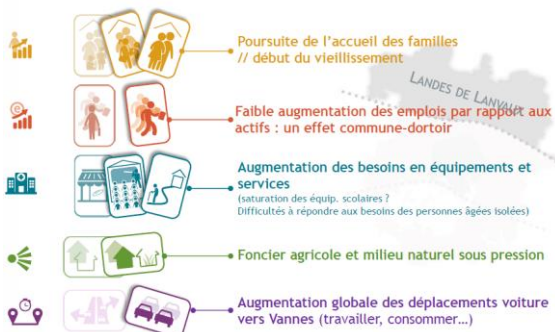 Poursuite de l'accueil des familles
// début du vieillissement
LANDES DE LANVAUX
Faible augmentation des emplois par rapport aux
actifs : un effet commune-dortoir
Augmentation des besoins en équipements et
services
(saturation des équip. scolaires ?
Difficultés à répondre aux besoins des personnes âgées isolées)
Foncier agricole et milieu naturel sous pression
Augmentation globale des déplacements voiture
vers Vannes (travailler, consommer…)